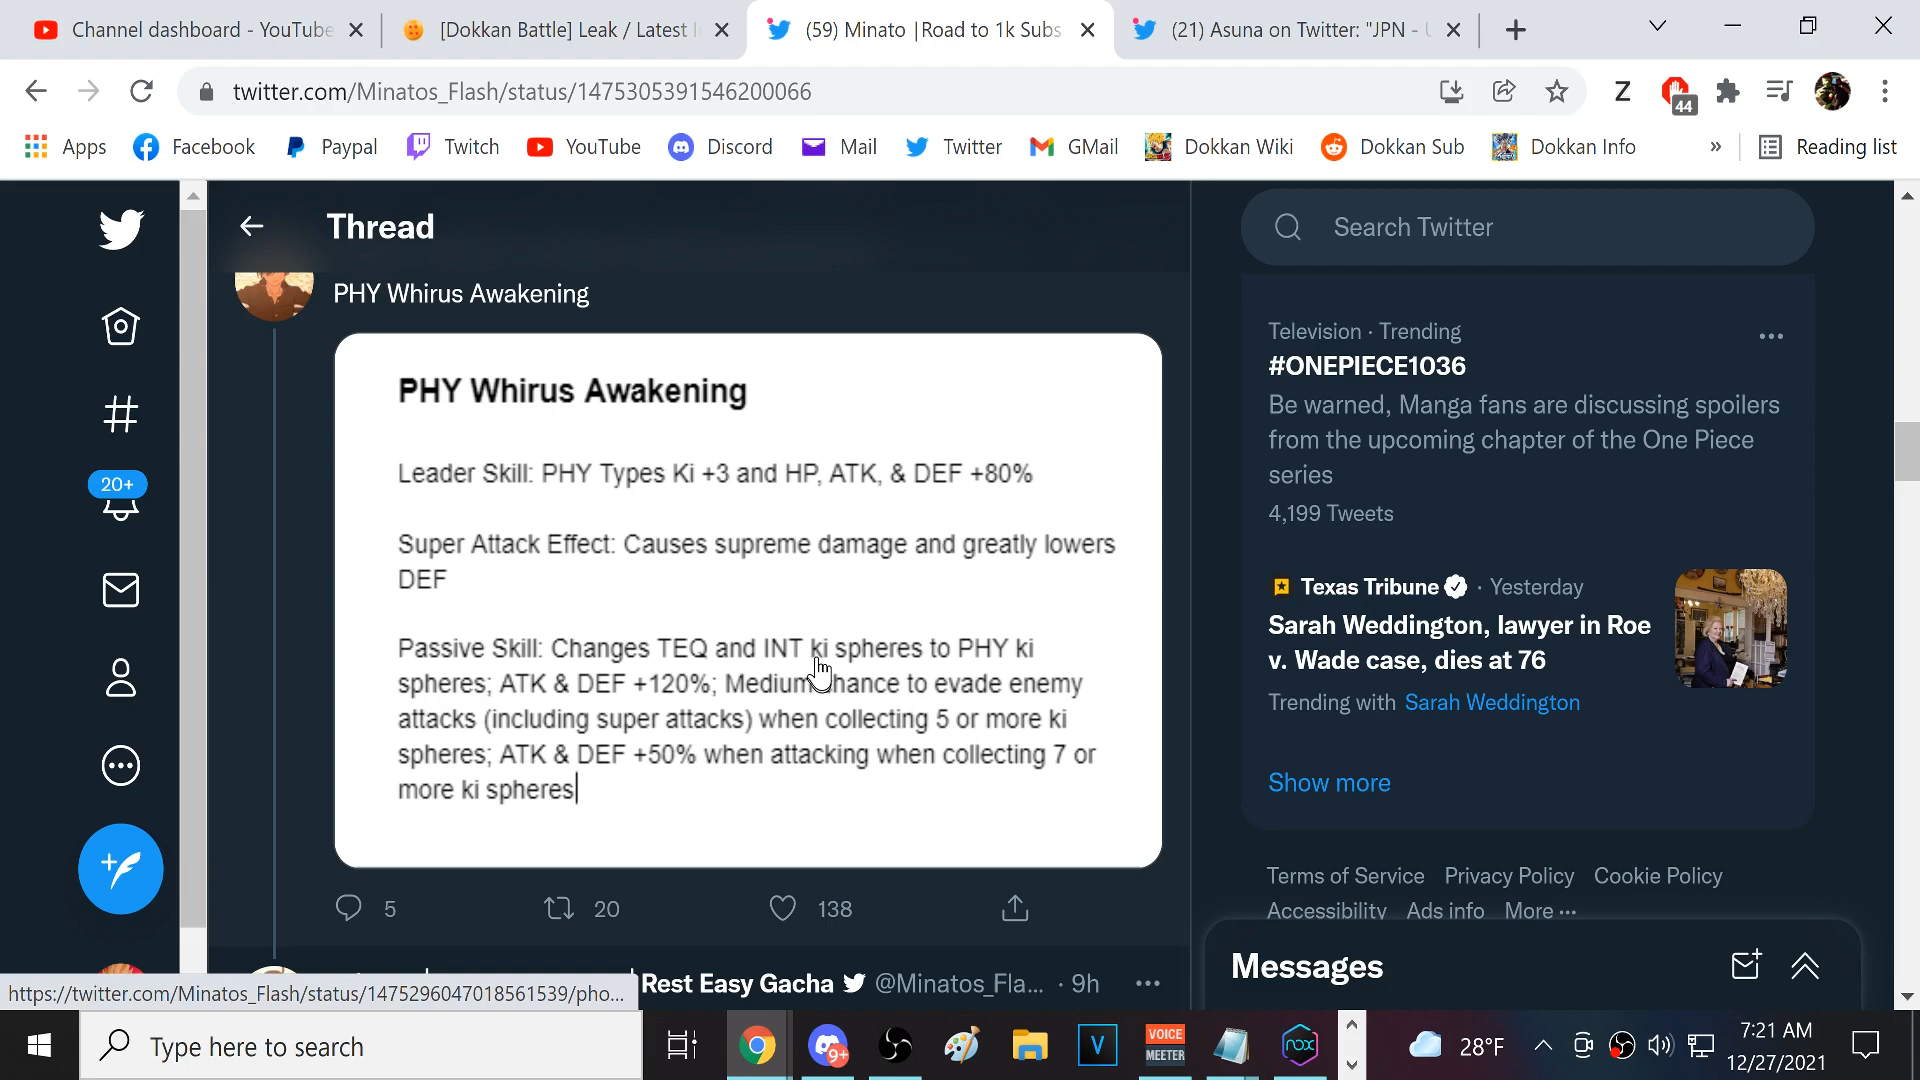 Channel dashboard - YouTube
[Dokkan Battle] Leak / Latest I
(59) Minato |Road to 1k Subs
(21) Asuna on Twitter: "JPN - U
twitter.com/Minatos_Flash/status/1475305391546200066
Z
44
Apps
Facebook
Paypal
Twitch
YouTube
Discord
Mail
Twitter
GMail
Dokkan Wiki
Dokkan Sub
Dokkan Info
»
Reading list
Thread
Search Twitter
20+
PHY Whirus Awakening
PHY Whirus Awakening
Leader Skill: PHY Types Ki +3 and HP, ATK, & DEF +80%
Super Attack Effect: Causes supreme damage and greatly lowers
DEF
Passive Skill: Changes TEQ and INT ki spheres to PHY ki
spheres; ATK & DEF +120%; Medium chance to evade enemy
attacks (including super attacks) when collecting 5 or more ki
spheres; ATK & DEF +50% when attacking when collecting 7 or
more ki spheres
5
20
138
Rest Easy Gacha @Minatos_Fla... · 9h
Television · Trending
#ONEPIECE1036
Be warned, Manga fans are discussing spoilers
from the upcoming chapter of the One Piece
series
4,199 Tweets
Texas Tribune · Yesterday
Sarah Weddington, lawyer in Roe
v. Wade case, dies at 76
Trending with Sarah Weddington
Show more
Terms of Service Privacy Policy Cookie Policy
Accessibility Ads info More ···
Messages
https://twitter.com/Minatos_Flash/status/1475296047018561539/pho...
Type here to search
9+
V
VOICE
MEETER
nox
28°F
7:21 AM
12/27/2021